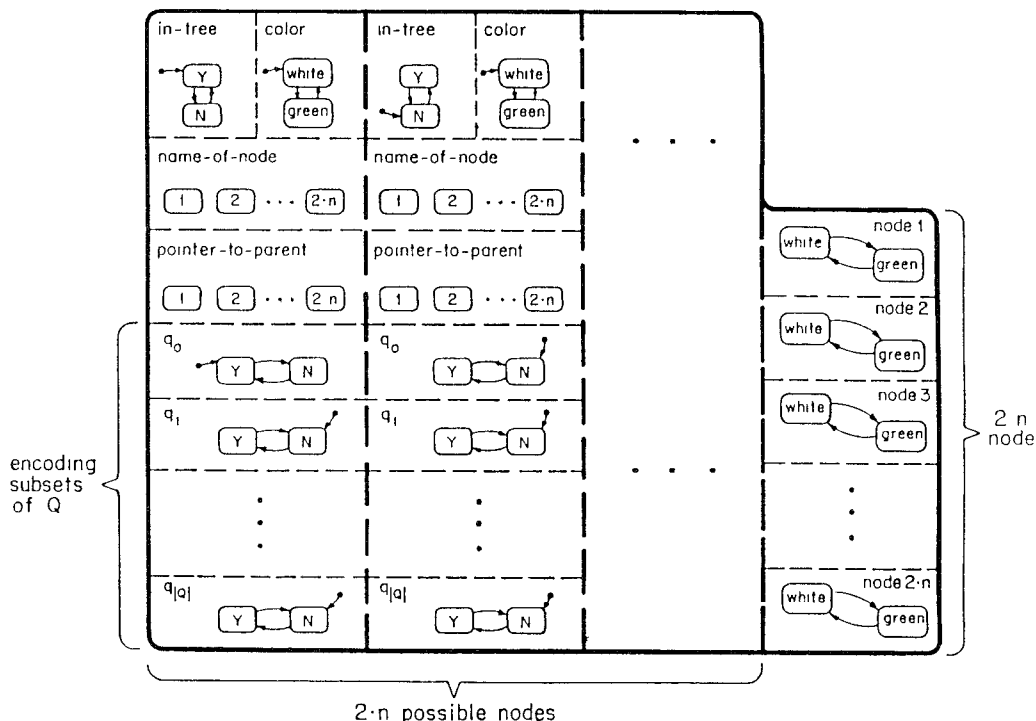 in-tree color in-tree color
Y white Y white
N green N green
. . .
name-of-node name-of-node
1 2 ··· 2·n 1 2 ··· 2·n
node 1
white
green
pointer-to-parent pointer-to-parent
1 2 ··· 2·n 1 2 ··· 2·n
node 2
white
green
q0 q0
Y N Y N
node 3
white
green
q1 q1
Y N Y N
2 n
node
encoding
subsets
of Q
. . .
q|Q| q|Q|
Y N Y N
node 2·n
white
green
2·n possible nodes